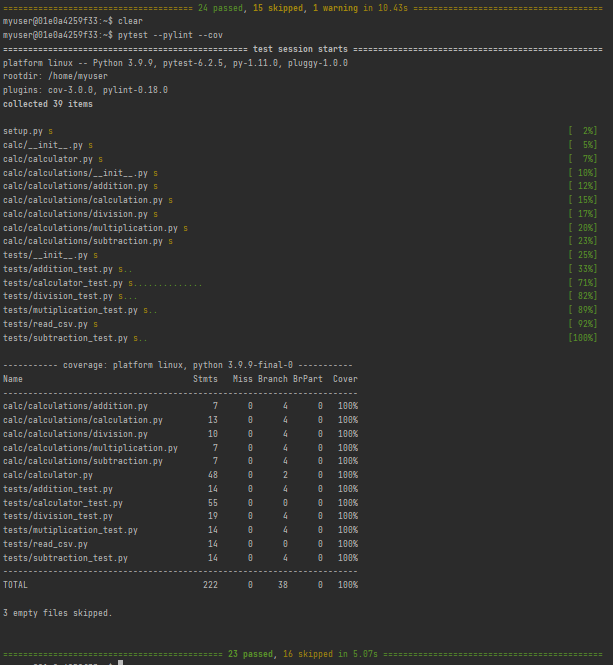 ================================== 24 passed, 15 skipped, 1 warning in 10.43s ==================================
myuser@01e0a4259f33:~$ clear
myuser@01e0a4259f33:~$ pytest --pylint --cov
============================================= test session starts ==============================================
platform linux -- Python 3.9.9, pytest-6.2.5, py-1.11.0, pluggy-1.0.0
rootdir: /home/myuser
plugins: cov-3.0.0, pylint-0.18.0
collected 39 items
setup.py s [  2%]
calc/__init__.py s [  5%]
calc/calculator.py s [  7%]
calc/calculations/__init__.py s [ 10%]
calc/calculations/addition.py s [ 12%]
calc/calculations/calculation.py s [ 15%]
calc/calculations/division.py s [ 17%]
calc/calculations/multiplication.py s [ 20%]
calc/calculations/subtraction.py s [ 23%]
tests/__init__.py s [ 25%]
tests/addition_test.py s.. [ 33%]
tests/calculator_test.py s.............. [ 71%]
tests/division_test.py s... [ 82%]
tests/mutiplication_test.py s.. [ 89%]
tests/read_csv.py s [ 92%]
tests/subtraction_test.py s.. [100%]
----------- coverage: platform linux, python 3.9.9-final-0 -----------
Name Stmts Miss Branch BrPart Cover
-----------------------------------------------------------------------
calc/calculations/addition.py 7 0 4 0 100%
calc/calculations/calculation.py 13 0 4 0 100%
calc/calculations/division.py 10 0 4 0 100%
calc/calculations/multiplication.py 7 0 4 0 100%
calc/calculations/subtraction.py 7 0 4 0 100%
calc/calculator.py 48 0 2 0 100%
tests/addition_test.py 14 0 4 0 100%
tests/calculator_test.py 55 0 0 0 100%
tests/division_test.py 19 0 4 0 100%
tests/mutiplication_test.py 14 0 4 0 100%
tests/read_csv.py 14 0 0 0 100%
tests/subtraction_test.py 14 0 4 0 100%
-----------------------------------------------------------------------
TOTAL 222 0 38 0 100%
3 empty files skipped.
======================================== 23 passed, 16 skipped in 5.07s ========================================